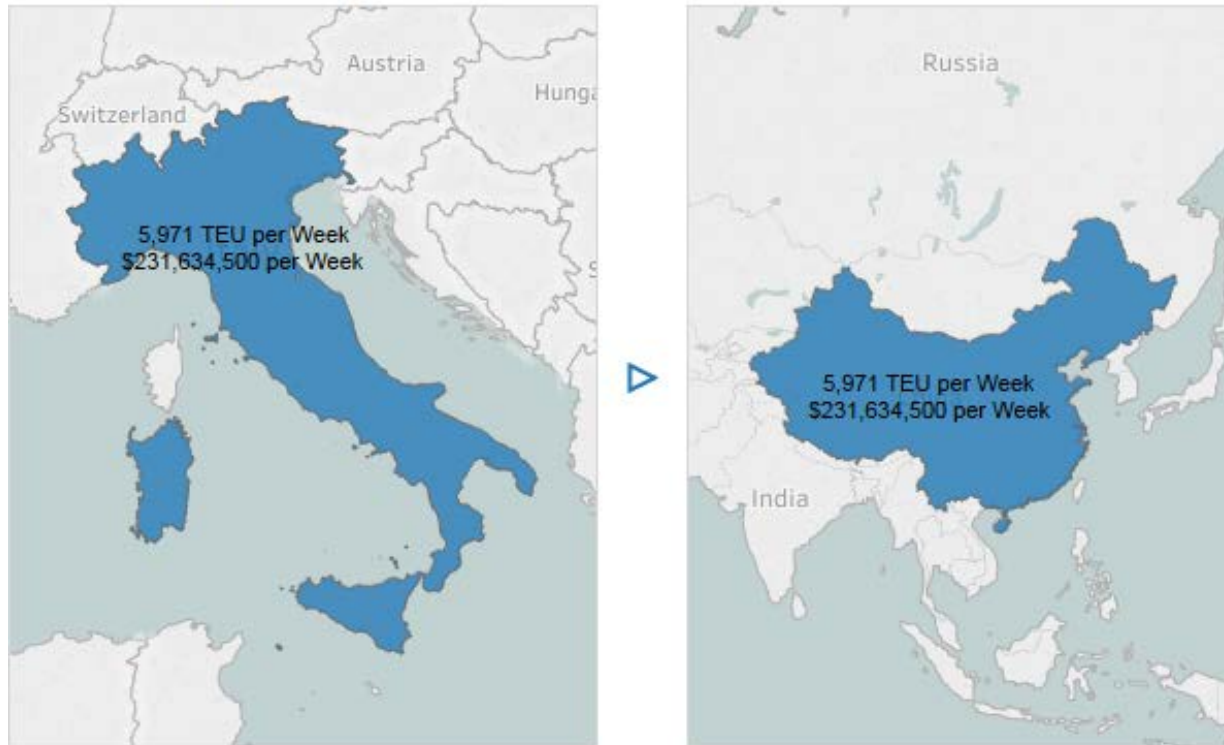 Austria
Hunga
Switzerland
5,971 TEU per Week
$231,634,500 per Week
S
Russia
5,971 TEU per Week
$231,634,500 per Week
India